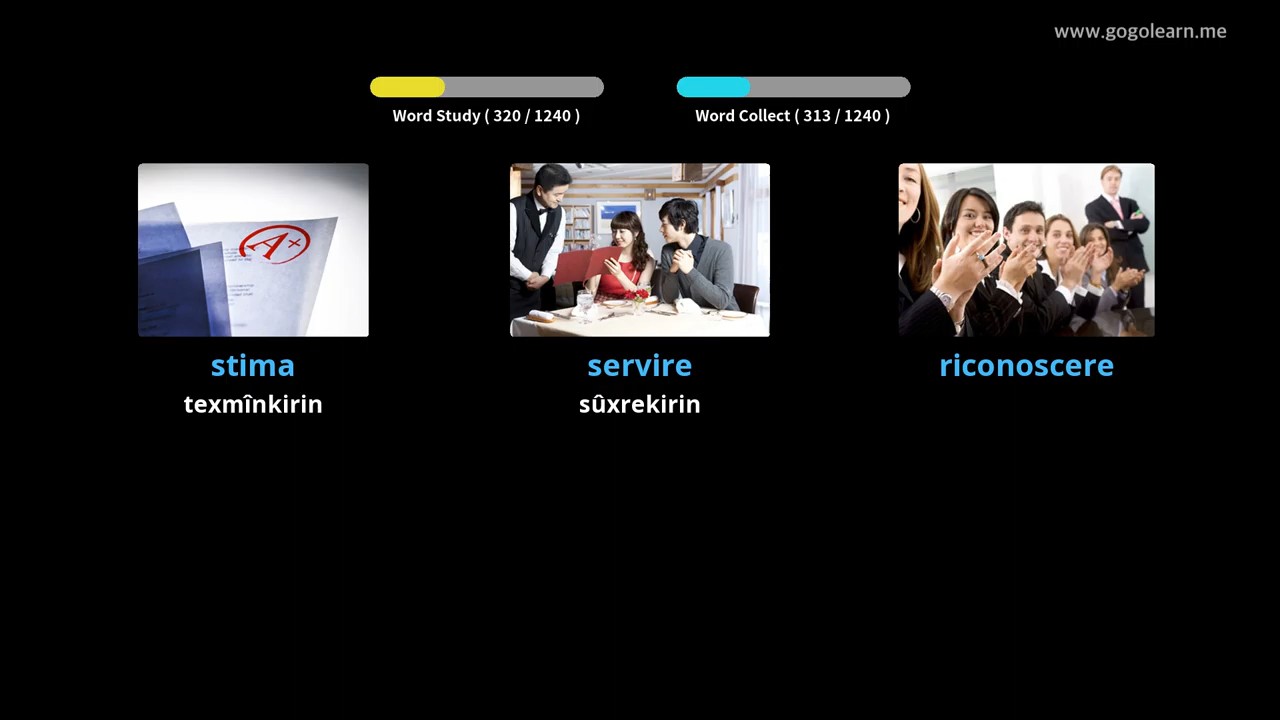 www.gogolearn.me
Word Study ( 320 / 1240 )
Word Collect ( 313 / 1240 )
A+
stima
servire
riconoscere
texmînkirin
sûxrekirin